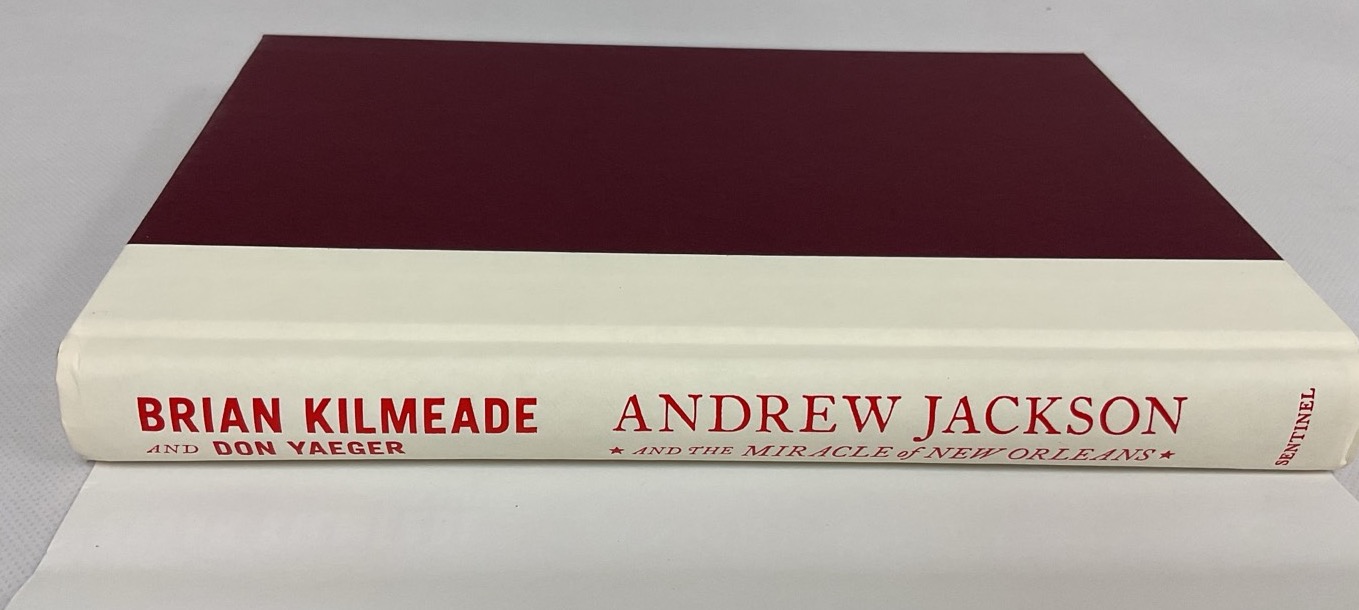 BRIAN KILMEADE
AND DON YAEGER
ANDREW JACKSON
★ AND THE MIRACLE of NEW ORLEANS ★
SENTINEL